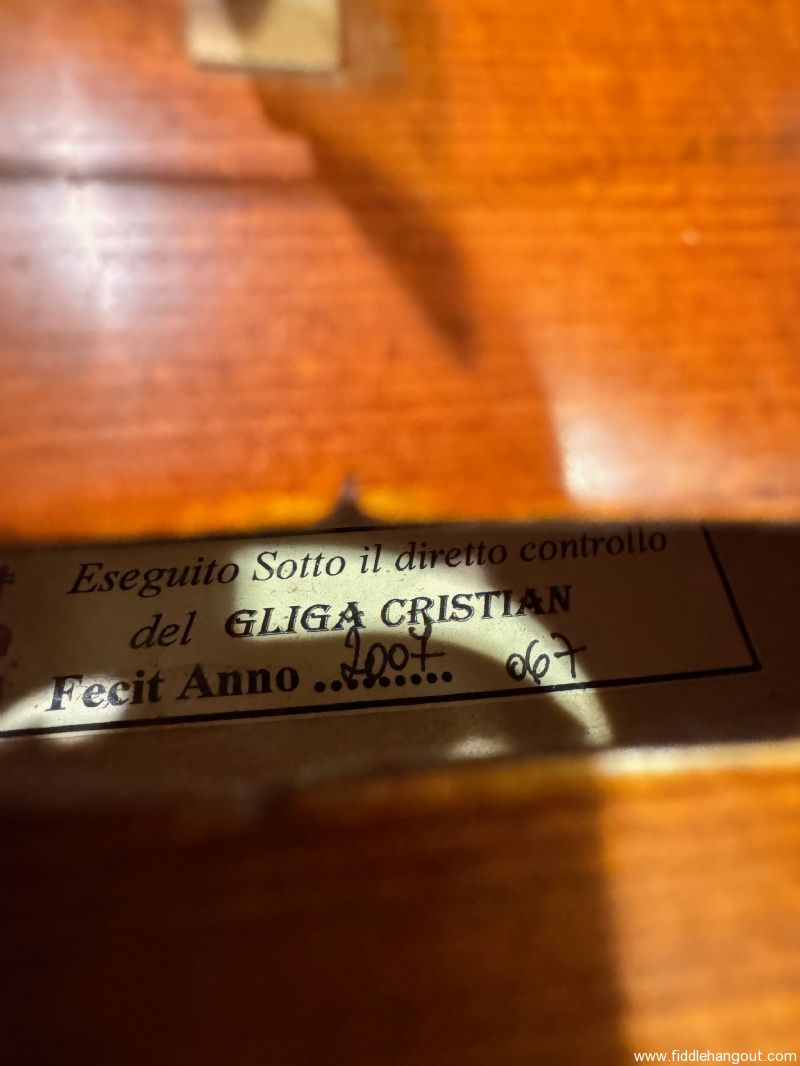 Eseguito Sotto il diretto controllo
del GLIGA CRISTIAN
Fecit Anno ......... 2007 067
www.fiddlehangout.com